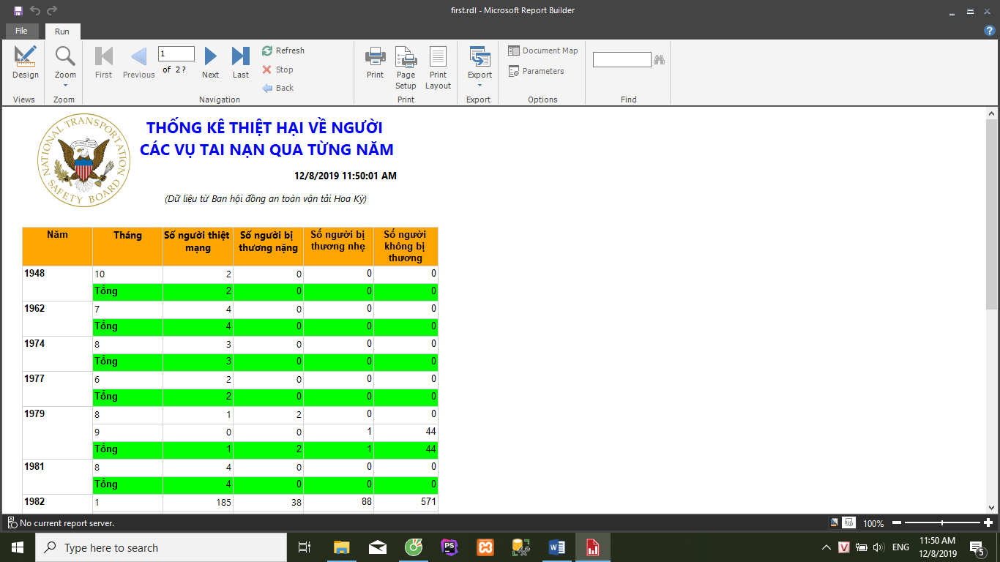 first.rdl - Microsoft Report Builder
File Run
Design
Zoom
First
Previous
1
of 2 ?
Next
Last
Refresh
Stop
Back
Print
Page Setup
Print Layout
Export
Document Map
Parameters
Views Zoom Navigation Print Export Options Find
NATIONAL TRANSPORTATION SAFETY BOARD
THỐNG KÊ THIỆT HẠI VỀ NGƯỜI
CÁC VỤ TAI NẠN QUA TỪNG NĂM
12/8/2019 11:50:01 AM
(Dữ liệu từ Ban hội đồng an toàn vận tải Hoa Kỳ)
Năm Tháng Số người thiệt mạng Số người bị thương nặng Số người bị thương nhẹ Số người không bị thương
1948 10 2 0 0 0
Tổng 2 0 0 0
1962 7 4 0 0 0
Tổng 4 0 0 0
1974 8 3 0 0 0
Tổng 3 0 0 0
1977 6 2 0 0 0
Tổng 2 0 0 0
1979 8 1 2 0 0
9 0 0 1 44
Tổng 1 2 1 44
1981 8 4 0 0 0
Tổng 4 0 0 0
1982 1 185 38 88 571
No current report server.
100%
Type here to search
PS
W
V
ENG
11:50 AM
12/8/2019
5